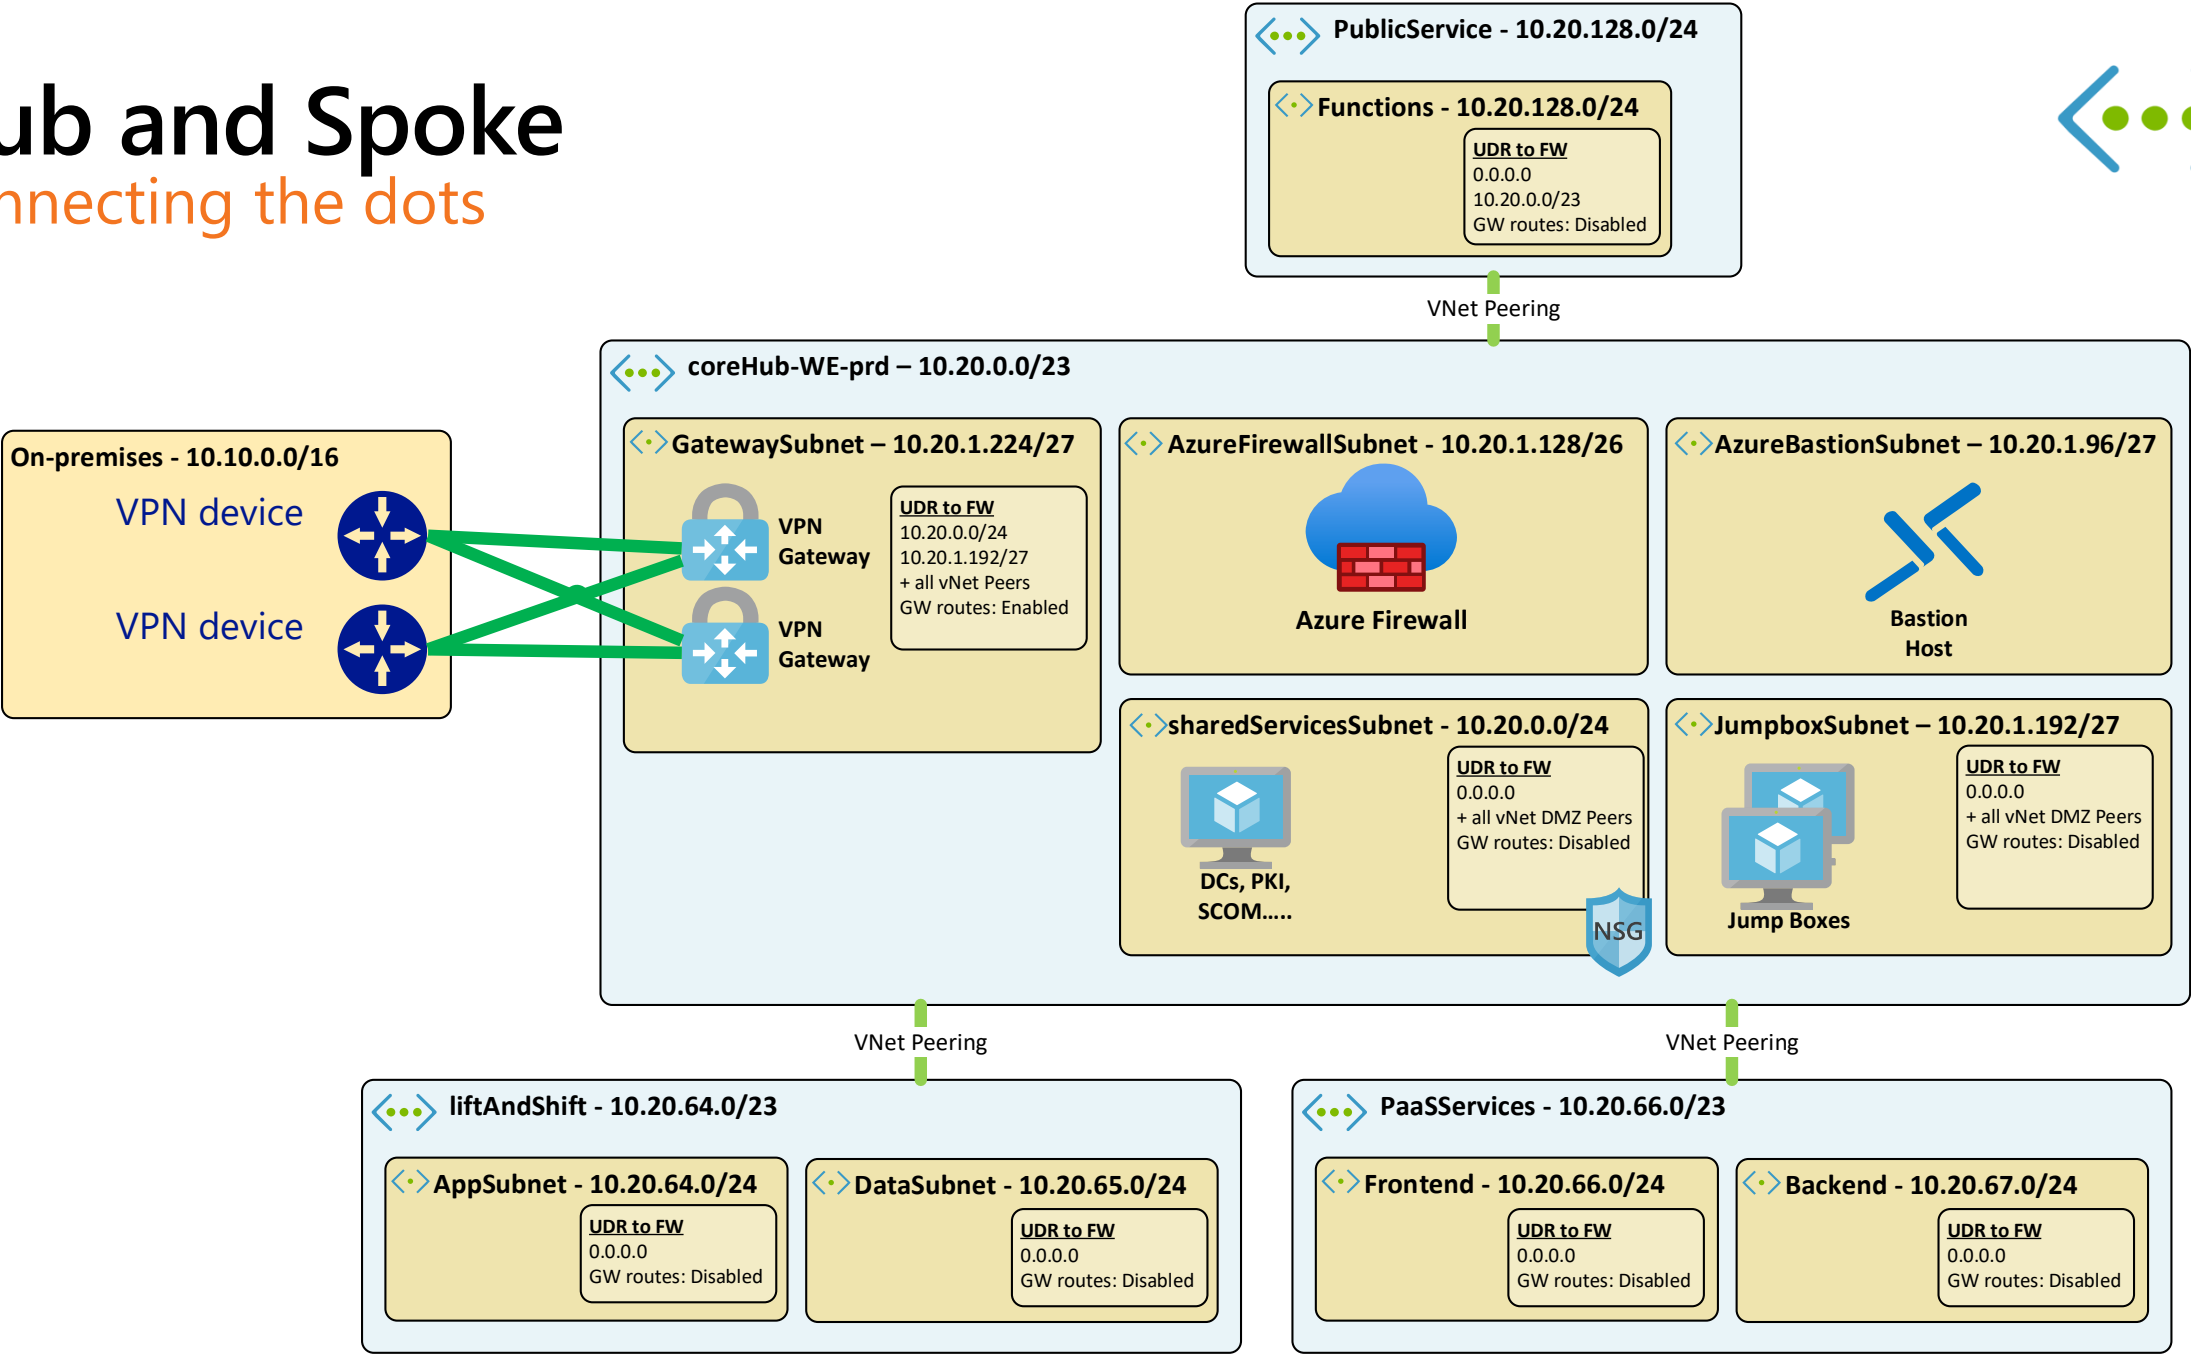 ub and Spoke
nnecting the dots
PublicService - 10.20.128.0/24
Functions - 10.20.128.0/24
UDR to FW
0.0.0.0
10.20.0.0/23
GW routes: Disabled
VNet Peering
coreHub-WE-prd – 10.20.0.0/23
On-premises - 10.10.0.0/16
VPN device
VPN device
GatewaySubnet – 10.20.1.224/27
VPN
Gateway
VPN
Gateway
UDR to FW
10.20.0.0/24
10.20.1.192/27
+ all vNet Peers
GW routes: Enabled
AzureFirewallSubnet - 10.20.1.128/26
Azure Firewall
AzureBastionSubnet – 10.20.1.96/27
Bastion
Host
sharedServicesSubnet - 10.20.0.0/24
DCs, PKI,
SCOM.....
UDR to FW
0.0.0.0
+ all vNet DMZ Peers
GW routes: Disabled
NSG
JumpboxSubnet – 10.20.1.192/27
Jump Boxes
UDR to FW
0.0.0.0
+ all vNet DMZ Peers
GW routes: Disabled
VNet Peering
VNet Peering
liftAndShift - 10.20.64.0/23
AppSubnet - 10.20.64.0/24
UDR to FW
0.0.0.0
GW routes: Disabled
DataSubnet - 10.20.65.0/24
UDR to FW
0.0.0.0
GW routes: Disabled
PaaSServices - 10.20.66.0/23
Frontend - 10.20.66.0/24
UDR to FW
0.0.0.0
GW routes: Disabled
Backend - 10.20.67.0/24
UDR to FW
0.0.0.0
GW routes: Disabled